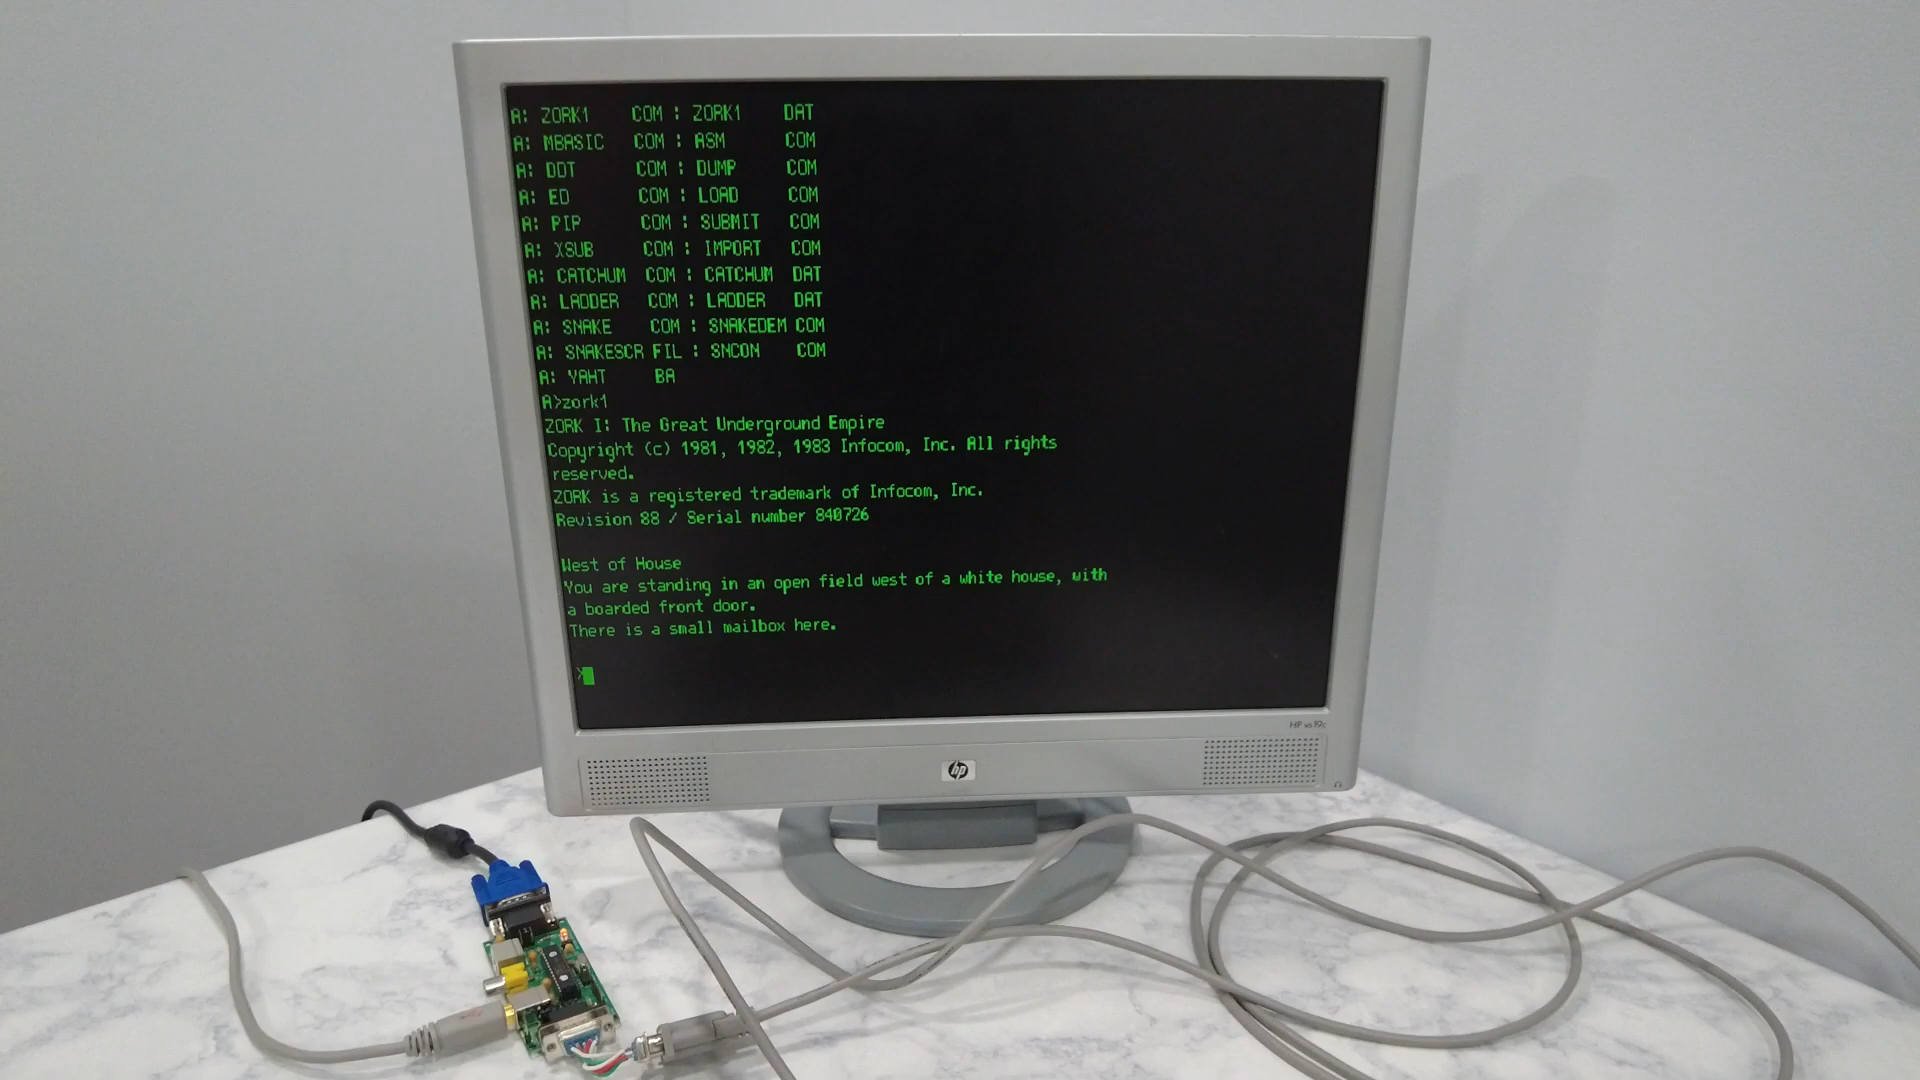 A: ZORK1 COM : ZORK1 DAT
A: MBASIC COM : ASM COM
A: DDT COM : DUMP COM
A: ED COM : LOAD COM
A: PIP COM : SUBMIT COM
A: XSUB COM : IMPORT COM
A: CATCHUM COM : CATCHUM DAT
A: LADDER COM : LADDER DAT
A: SNAKE COM : SNAKEDEM COM
A: SNAKESCR FIL : SNCON COM
A: YAHT BA
A>zork1
ZORK I: The Great Underground Empire
Copyright (c) 1981, 1982, 1983 Infocom, Inc. All rights
reserved.
ZORK is a registered trademark of Infocom, Inc.
Revision 88 / Serial number 840726
West of House
You are standing in an open field west of a white house, with
a boarded front door.
There is a small mailbox here.
>
HP vs19c
hp